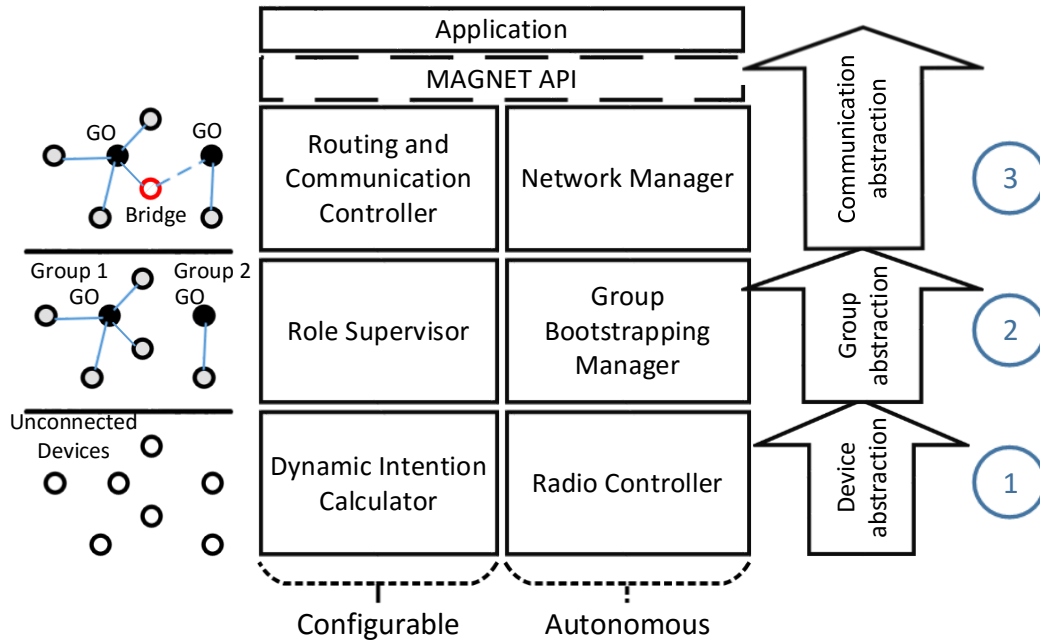 Application
MAGNET API
GO
GO
Bridge
Routing and
Communication
Controller
Network Manager
Communication
abstraction
3
Group 1
Group 2
GO
GO
Role Supervisor
Group
Bootstrapping
Manager
Group
abstraction
2
Unconnected
Devices
Dynamic Intention
Calculator
Radio Controller
Device
abstraction
1
Configurable
Autonomous